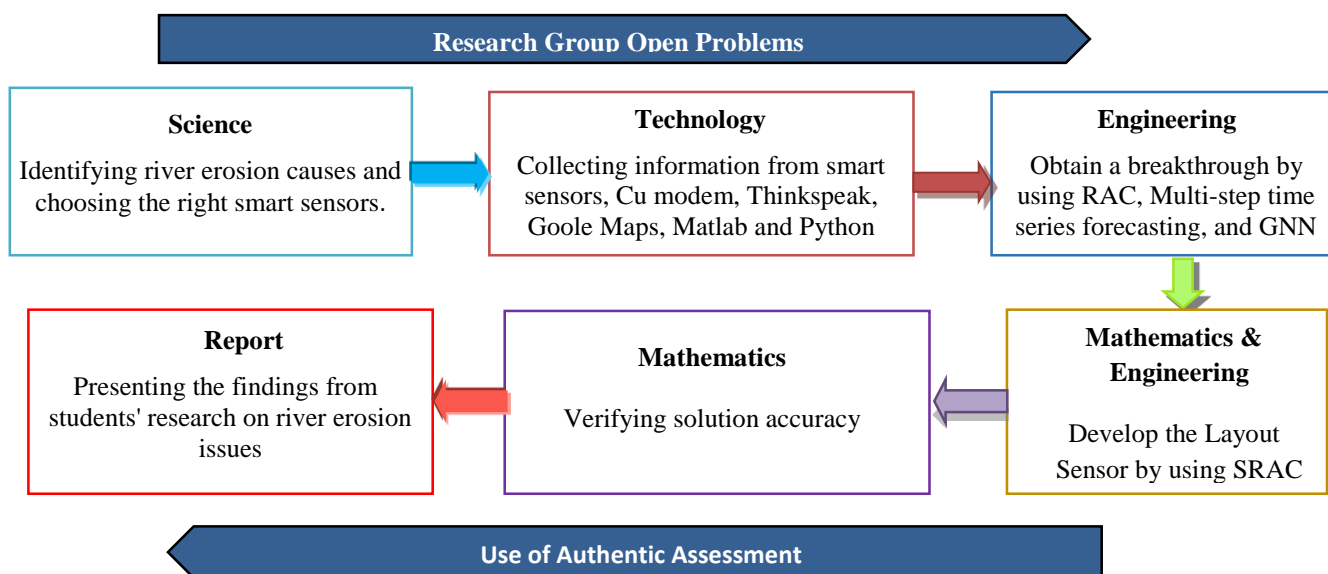 Research Group Open Problems
Science
Identifying river erosion causes and
choosing the right smart sensors.
Technology
Collecting information from smart
sensors, Cu modem, Thinkspeak,
Goole Maps, Matlab and Python
Engineering
Obtain a breakthrough by
using RAC, Multi-step time
series forecasting, and GNN
Mathematics &
Engineering
Develop the Layout
Sensor by using SRAC
Mathematics
Verifying solution accuracy
Report
Presenting the findings from
students' research on river erosion
issues
Use of Authentic Assessment